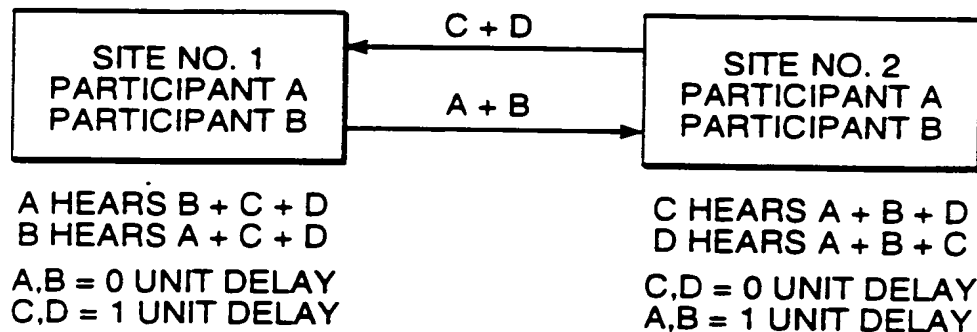 C + D
SITE NO. 1
PARTICIPANT A
PARTICIPANT B
A + B
SITE NO. 2
PARTICIPANT A
PARTICIPANT B
A HEARS B + C + D
B HEARS A + C + D
A,B = 0 UNIT DELAY
C,D = 1 UNIT DELAY
C HEARS A + B + D
D HEARS A + B + C
C,D = 0 UNIT DELAY
A,B = 1 UNIT DELAY